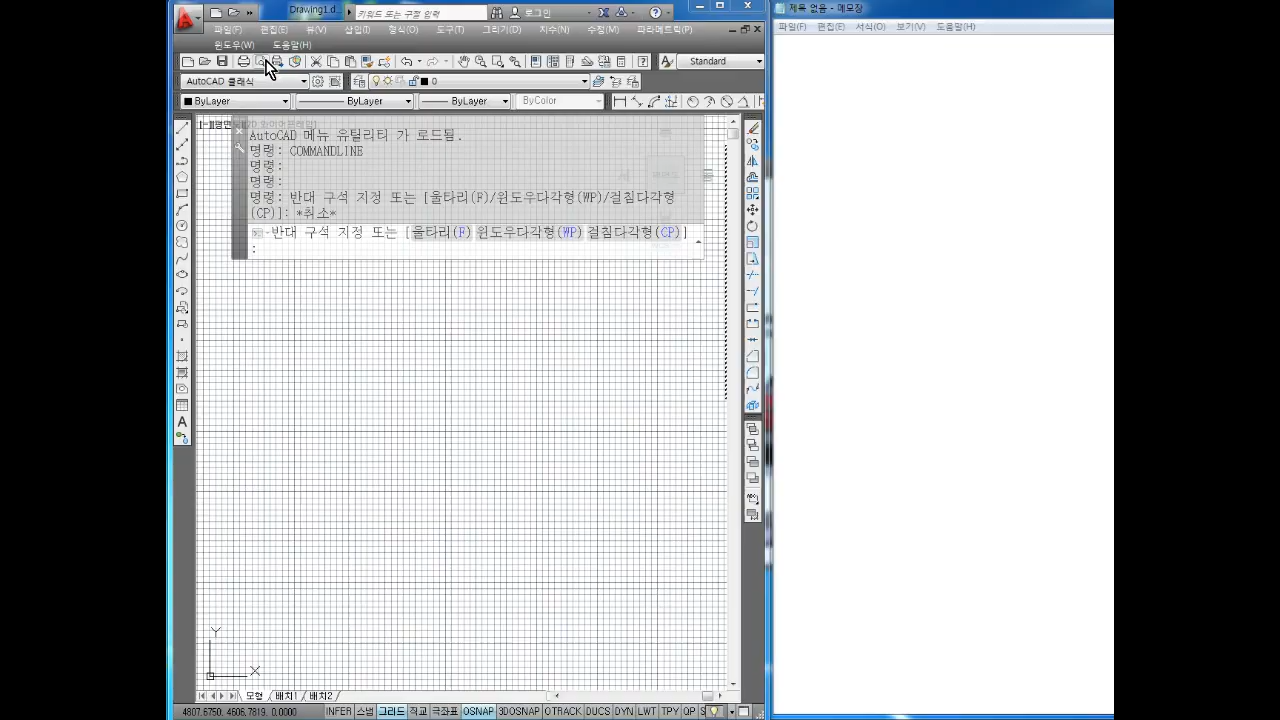 Drawing1.d...
키워드 또는 구절 입력
로그인
파일(F) 편집(E) 뷰(V) 삽입(I) 형식(O) 도구(T) 그리기(D) 치수(N) 수정(M) 파라메트릭(P)
윈도우(W) 도움말(H)
Standard
AutoCAD 클래식
0
ByLayer ByLayer ByLayer ByColor
AutoCAD 메뉴 유틸리티 가 로드됨.
명령: COMMANDLINE
명령:
명령:
명령: 반대 구석 지정 또는 [울타리(F)/윈도우다각형(WP)/걸침다각형
(CP)]: *취소*
반대 구석 지정 또는 [울타리(F) 윈도우다각형(WP) 걸침다각형(CP)]
:
Y
X
모형 배치1 배치2
4807.6750, 4606.7819, 0.0000 INFER 스냅 그리드 직교 극좌표 OSNAP 3DOSNAP OTRACK DUCS DYN LWT TPY QP S
제목 없음 - 메모장
파일(F) 편집(E) 서식(O) 보기(V) 도움말(H)